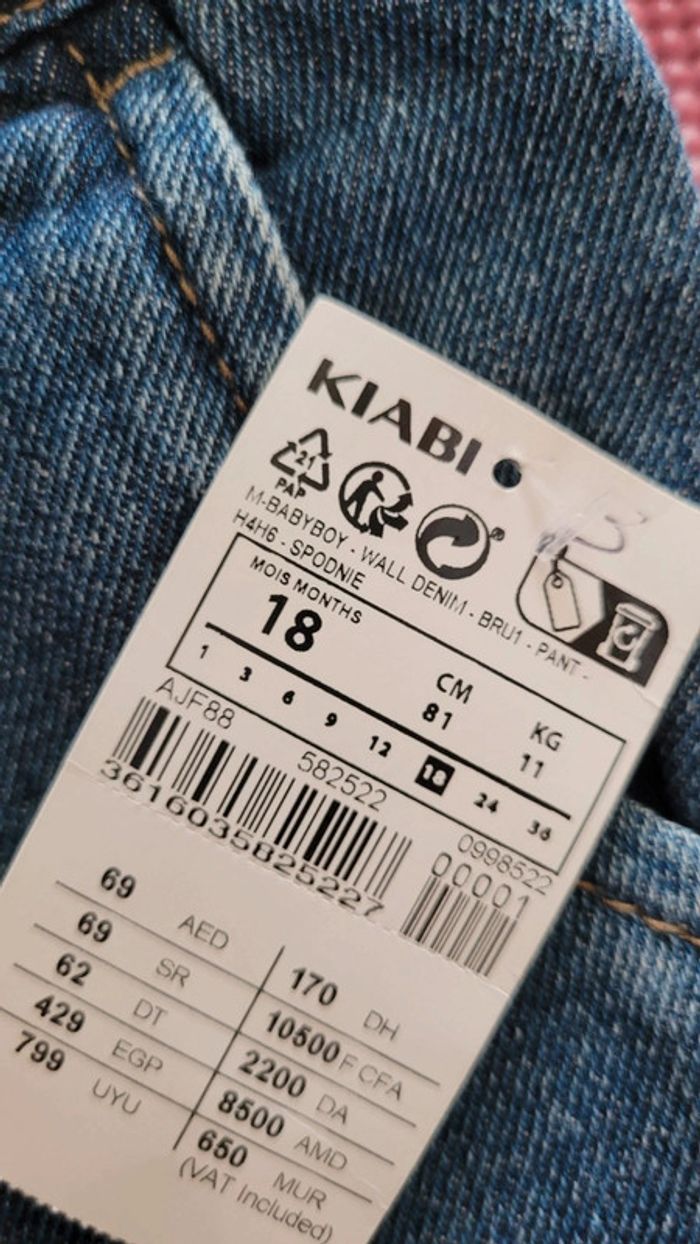 KIABI
21
PAP
M-BABYBOY - WALL DENIM - BRU1 - PANT -
H4H6 - SPODNIE
MOIS MONTHS
18
CM
81
KG
11
1 3 6 9 12 18 24 36
AJF88
582522
0998522
3616035825227
00001
69 AED
69 SR
62 DT
429 EGP
799 UYU
170 DH
10500 F CFA
2200 DA
8500 AMD
650 MUR
(VAT Included)